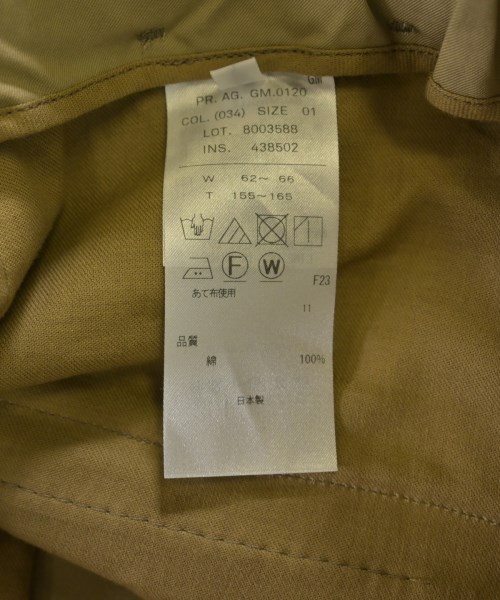 GM
PR. AG. GM.0120
COL. (034) SIZE 01
LOT. 8003588
INS. 438502
W 62～ 66
T 155～165
F W
F23
あて布使用
11
品質
綿 100%
日本製